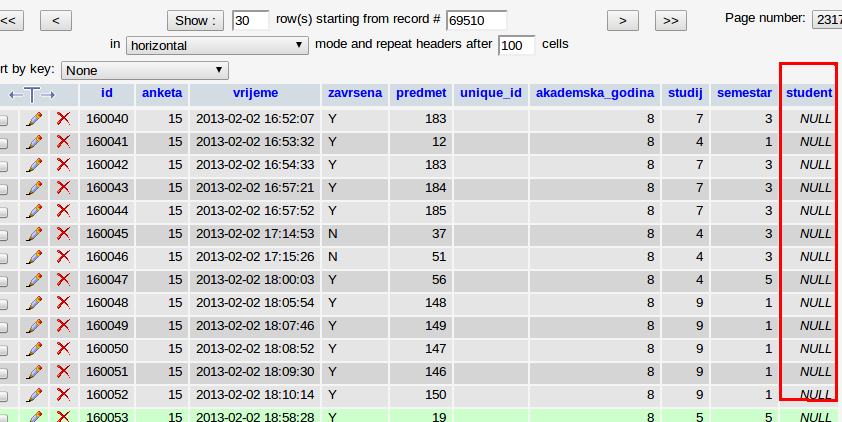 << < Show : 30 row(s) starting from record # 69510 > >> Page number: 2317
in horizontal mode and repeat headers after 100 cells
rt by key: None
←T→ id anketa vrijeme zavrsena predmet unique_id akademska_godina studij semestar student
160040 15 2013-02-02 16:52:07 Y 183 8 7 3 NULL
160041 15 2013-02-02 16:53:32 Y 12 8 4 1 NULL
160042 15 2013-02-02 16:54:33 Y 183 8 7 3 NULL
160043 15 2013-02-02 16:57:21 Y 184 8 7 3 NULL
160044 15 2013-02-02 16:57:52 Y 185 8 7 3 NULL
160045 15 2013-02-02 17:14:53 N 37 8 4 3 NULL
160046 15 2013-02-02 17:15:26 N 51 8 4 3 NULL
160047 15 2013-02-02 18:00:03 Y 56 8 4 5 NULL
160048 15 2013-02-02 18:05:54 Y 148 8 9 1 NULL
160049 15 2013-02-02 18:07:46 Y 149 8 9 1 NULL
160050 15 2013-02-02 18:08:52 Y 147 8 9 1 NULL
160051 15 2013-02-02 18:09:30 Y 146 8 9 1 NULL
160052 15 2013-02-02 18:10:14 Y 150 8 9 1 NULL
160053 15 2013-02-02 18:58:28 Y 19 8 5 5 NULL